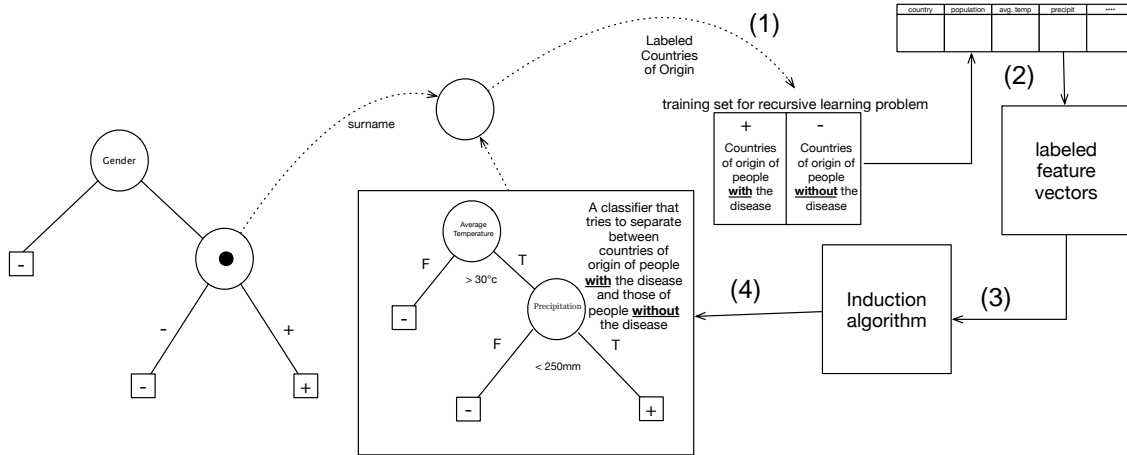 (1)
country population avg. temp precipit ....
Labeled
Countries
of Origin
(2)
surname
training set for recursive learning problem
+ -
Countries
of origin of
people
with the
disease
Countries
of origin of
people
without the
disease
labeled
feature
vectors
Gender
-
- +
- +
Average
Temperature
F T
> 30°c
-
Precipitation
F T
< 250mm
- +
A classifier that
tries to separate
between
countries of
origin of people
with the disease
and those of
people without
the disease
(4)
Induction
algorithm
(3)